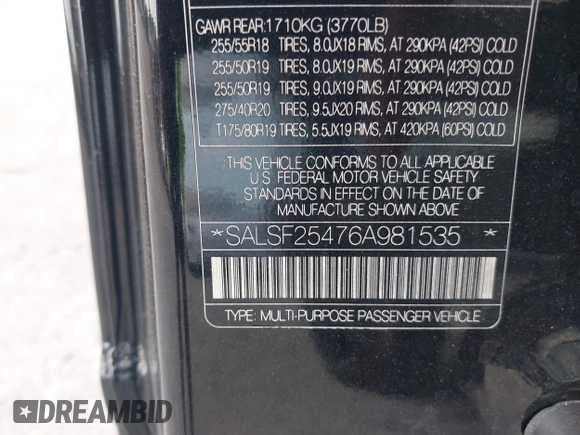 GAWR REAR:1710KG (3770LB)
255/55R18 TIRES, 8.0JX18 RIMS, AT 290KPA (42PSI) COLD
255/50R19 TIRES, 8.0JX19 RIMS, AT 290KPA (42PSI) COLD
255/50R19 TIRES, 9.0JX19 RIMS, AT 290KPA (42PSI) COLD
275/40R20 TIRES, 9.5JX20 RIMS, AT 290KPA (42PSI) COLD
T175/80R19 TIRES, 5.5JX19 RIMS, AT 420KPA (60PSI) COLD
THIS VEHICLE CONFORMS TO ALL APPLICABLE
U.S. FEDERAL MOTOR VEHICLE SAFETY
STANDARDS IN EFFECT ON THE DATE OF
MANUFACTURE SHOWN ABOVE
*SALSF25476A981535*
TYPE: MULTI-PURPOSE PASSENGER VEHICLE
DREAMBID